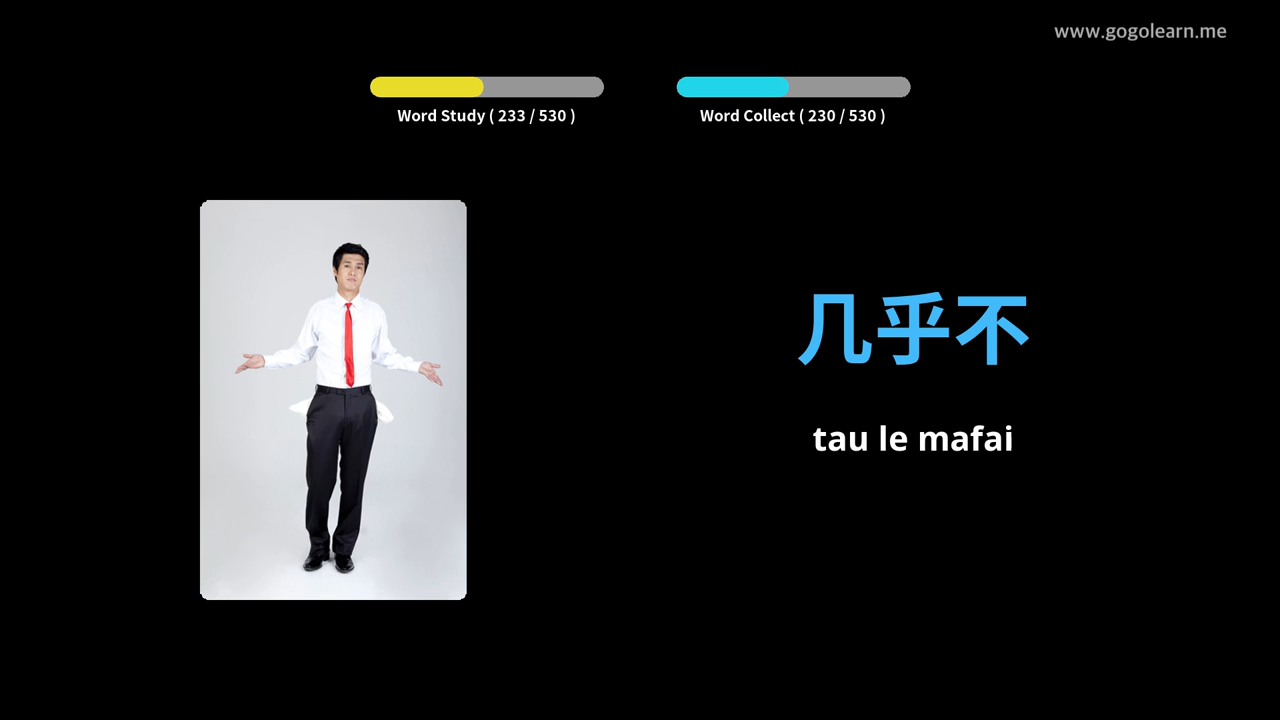 www.gogolearn.me
Word Study ( 233 / 530 )
Word Collect ( 230 / 530 )
几乎不
tau le mafai